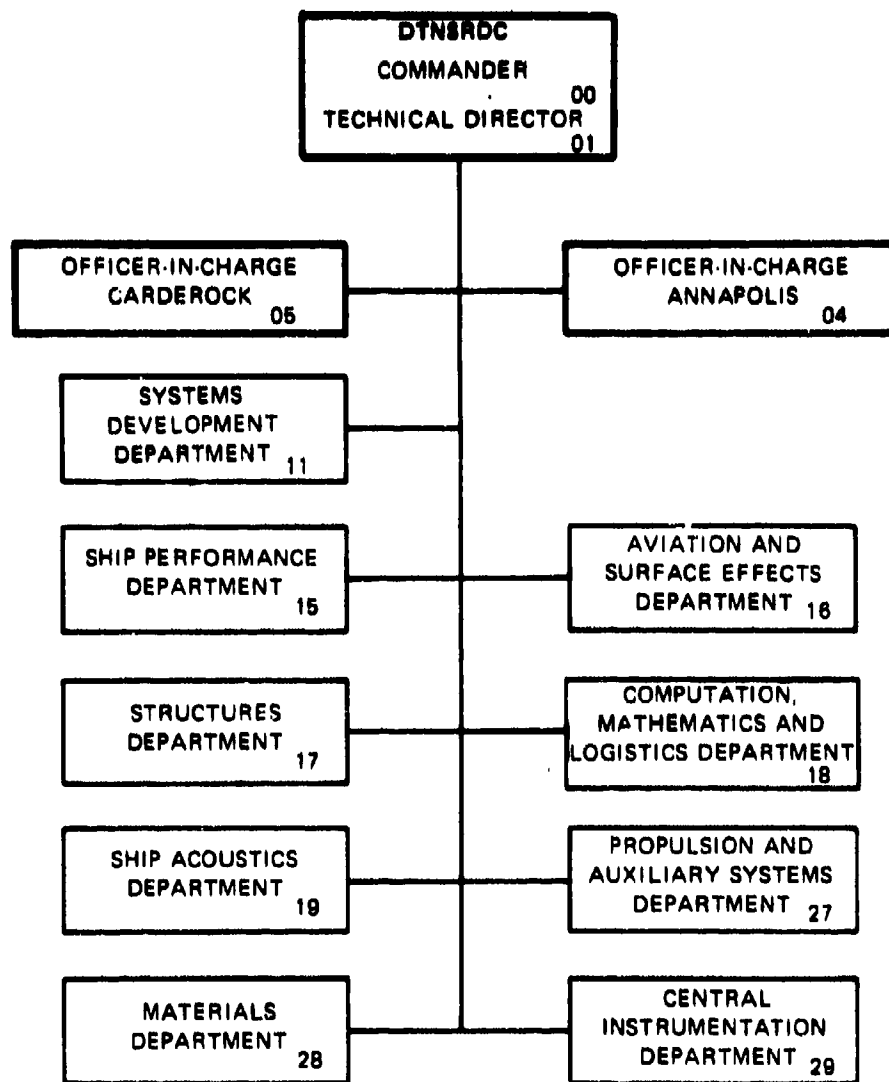 DTNSRDC
COMMANDER
00
TECHNICAL DIRECTOR
01
OFFICER-IN-CHARGE
CARDEROCK
05
OFFICER-IN-CHARGE
ANNAPOLIS
04
SYSTEMS
DEVELOPMENT
DEPARTMENT
11
SHIP PERFORMANCE
DEPARTMENT
15
AVIATION AND
SURFACE EFFECTS
DEPARTMENT
16
STRUCTURES
DEPARTMENT
17
COMPUTATION,
MATHEMATICS AND
LOGISTICS DEPARTMENT
18
SHIP ACOUSTICS
DEPARTMENT
19
PROPULSION AND
AUXILIARY SYSTEMS
DEPARTMENT
27
MATERIALS
DEPARTMENT
28
CENTRAL
INSTRUMENTATION
DEPARTMENT
29